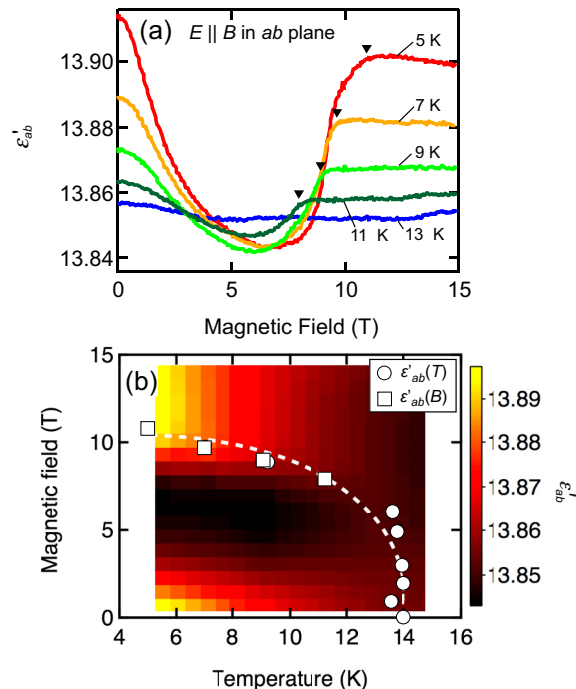 (a) E || B in ab plane
13.90
13.88
13.86
13.84
ε'ab
5 K
7 K
9 K
11 K
13 K
0 5 10 15
Magnetic Field (T)
(b)
ε'ab(T)
ε'ab(B)
15
10
5
0
Magnetic field (T)
4 6 8 10 12 14 16
Temperature (K)
13.89
13.88
13.87
13.86
13.85
ε'ab